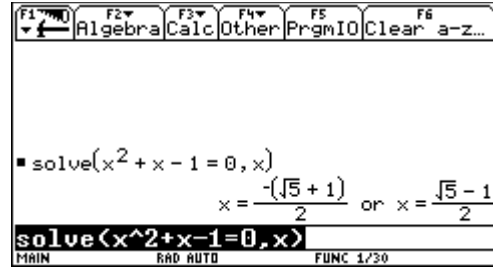 F1 F2 Algebra F3 Calc F4 Other F5 PrgmIO F6 Clear a-z…
solve(x² + x - 1 = 0, x)
x = -(√5 + 1)/2 or x = (√5 - 1)/2
solve(x^2+x-1=0,x)
MAIN RAD AUTO FUNC 1/30